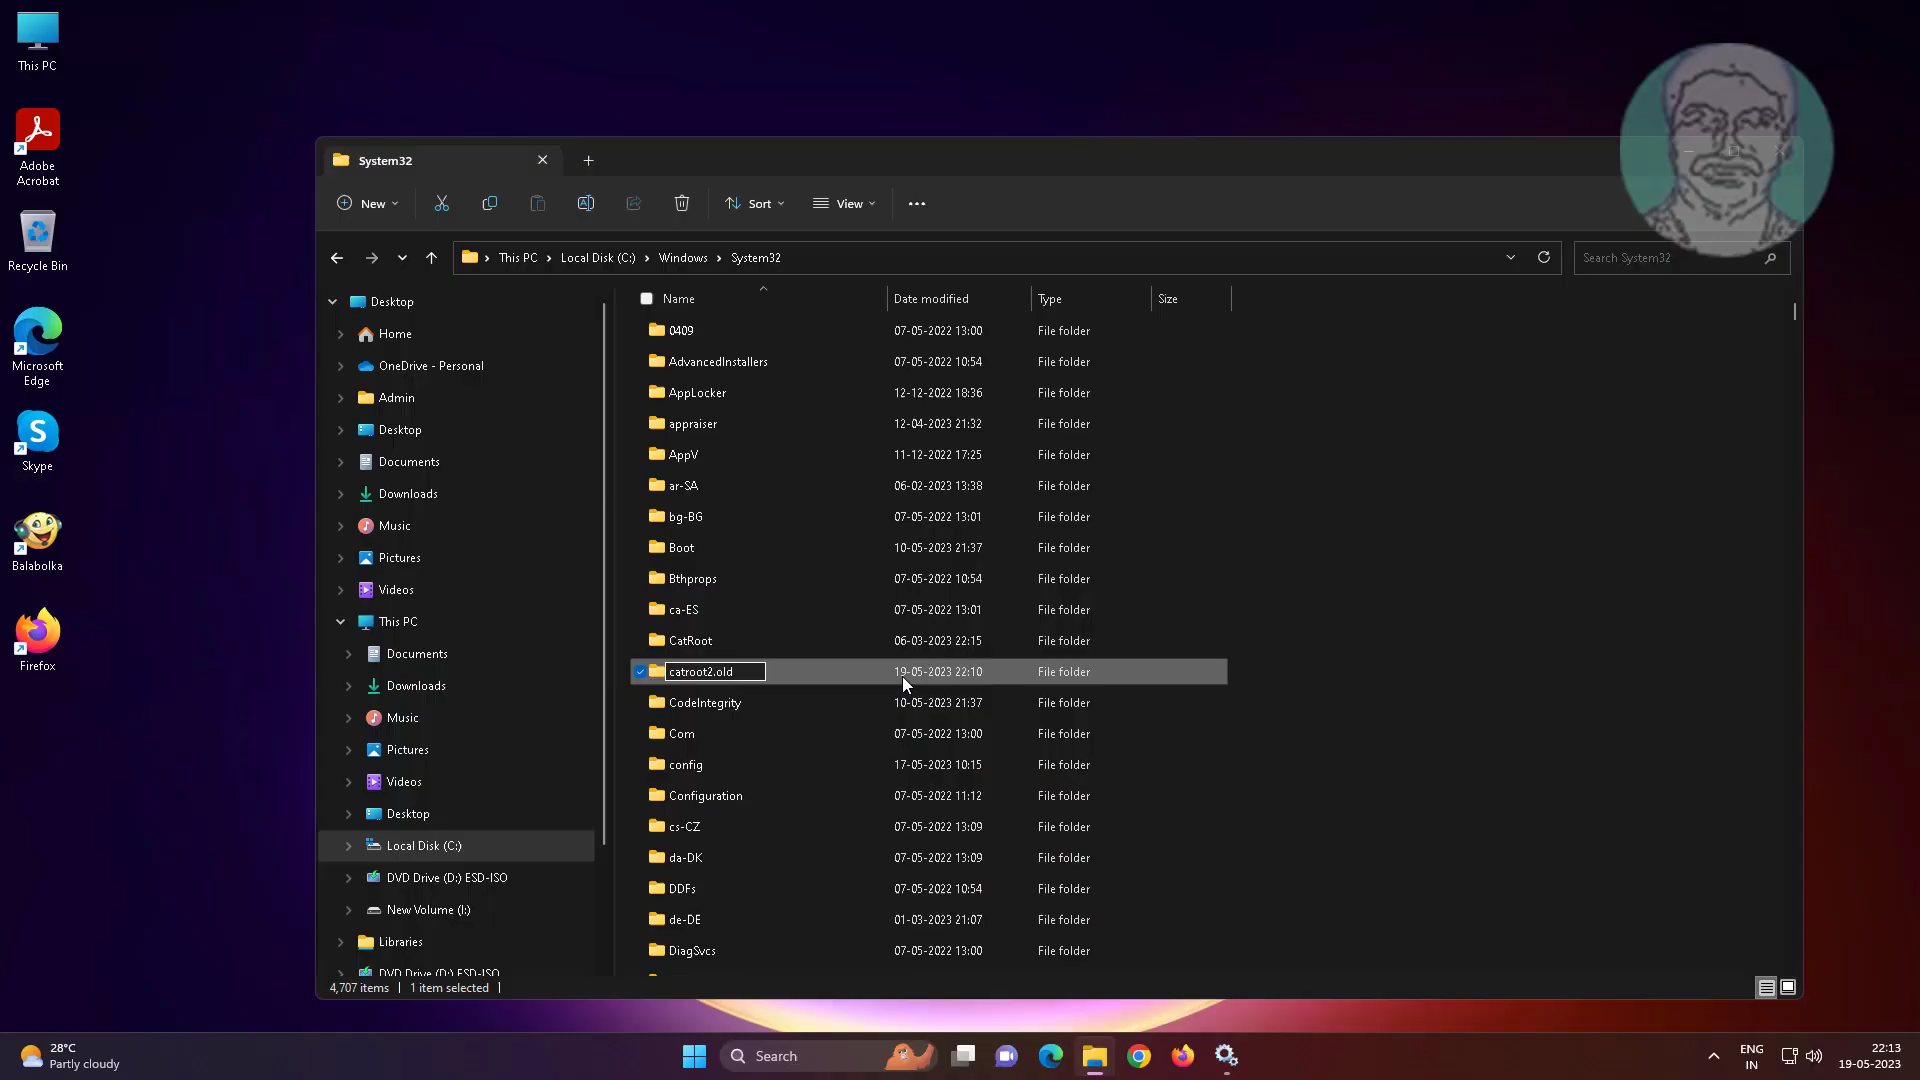 This PC
Adobe
Acrobat
Recycle Bin
Microsoft
Edge
Skype
Balabolka
Firefox
System32
New
Sort
View
This PC > Local Disk (C:) > Windows > System32
Search System32
Desktop
Home
OneDrive - Personal
Admin
Desktop
Documents
Downloads
Music
Pictures
Videos
This PC
Documents
Downloads
Music
Pictures
Videos
Desktop
Local Disk (C:)
DVD Drive (D:) ESD-ISO
New Volume (I:)
Libraries
DVD Drive (D:) ESD-ISO
Name Date modified Type Size
0409 07-05-2022 13:00 File folder
AdvancedInstallers 07-05-2022 10:54 File folder
AppLocker 12-12-2022 18:36 File folder
appraiser 12-04-2023 21:32 File folder
AppV 11-12-2022 17:25 File folder
ar-SA 06-02-2023 13:38 File folder
bg-BG 07-05-2022 13:01 File folder
Boot 10-05-2023 21:37 File folder
Bthprops 07-05-2022 10:54 File folder
ca-ES 07-05-2022 13:01 File folder
CatRoot 06-03-2023 22:15 File folder
catroot2.old 19-05-2023 22:10 File folder
CodeIntegrity 10-05-2023 21:37 File folder
Com 07-05-2022 13:00 File folder
config 17-05-2023 10:15 File folder
Configuration 07-05-2022 11:12 File folder
cs-CZ 07-05-2022 13:09 File folder
da-DK 07-05-2022 13:09 File folder
DDFs 07-05-2022 10:54 File folder
de-DE 01-03-2023 21:07 File folder
DiagSvcs 07-05-2022 13:00 File folder
4,707 items 1 item selected
28°C
Partly cloudy
Search
ENG
IN
22:13
19-05-2023